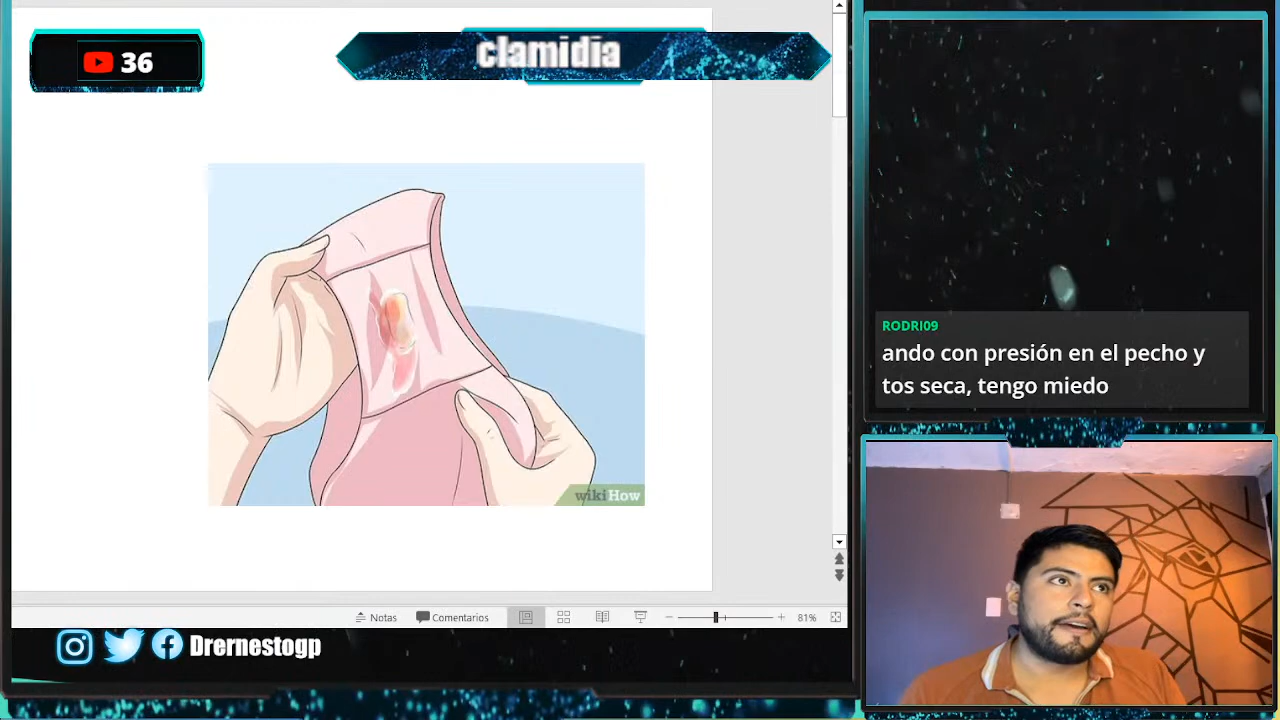 36
clamidia
wikiHow
RODRI09
ando con presión en el pecho y
tos seca, tengo miedo
Notas
Comentarios
81%
Drernestogp